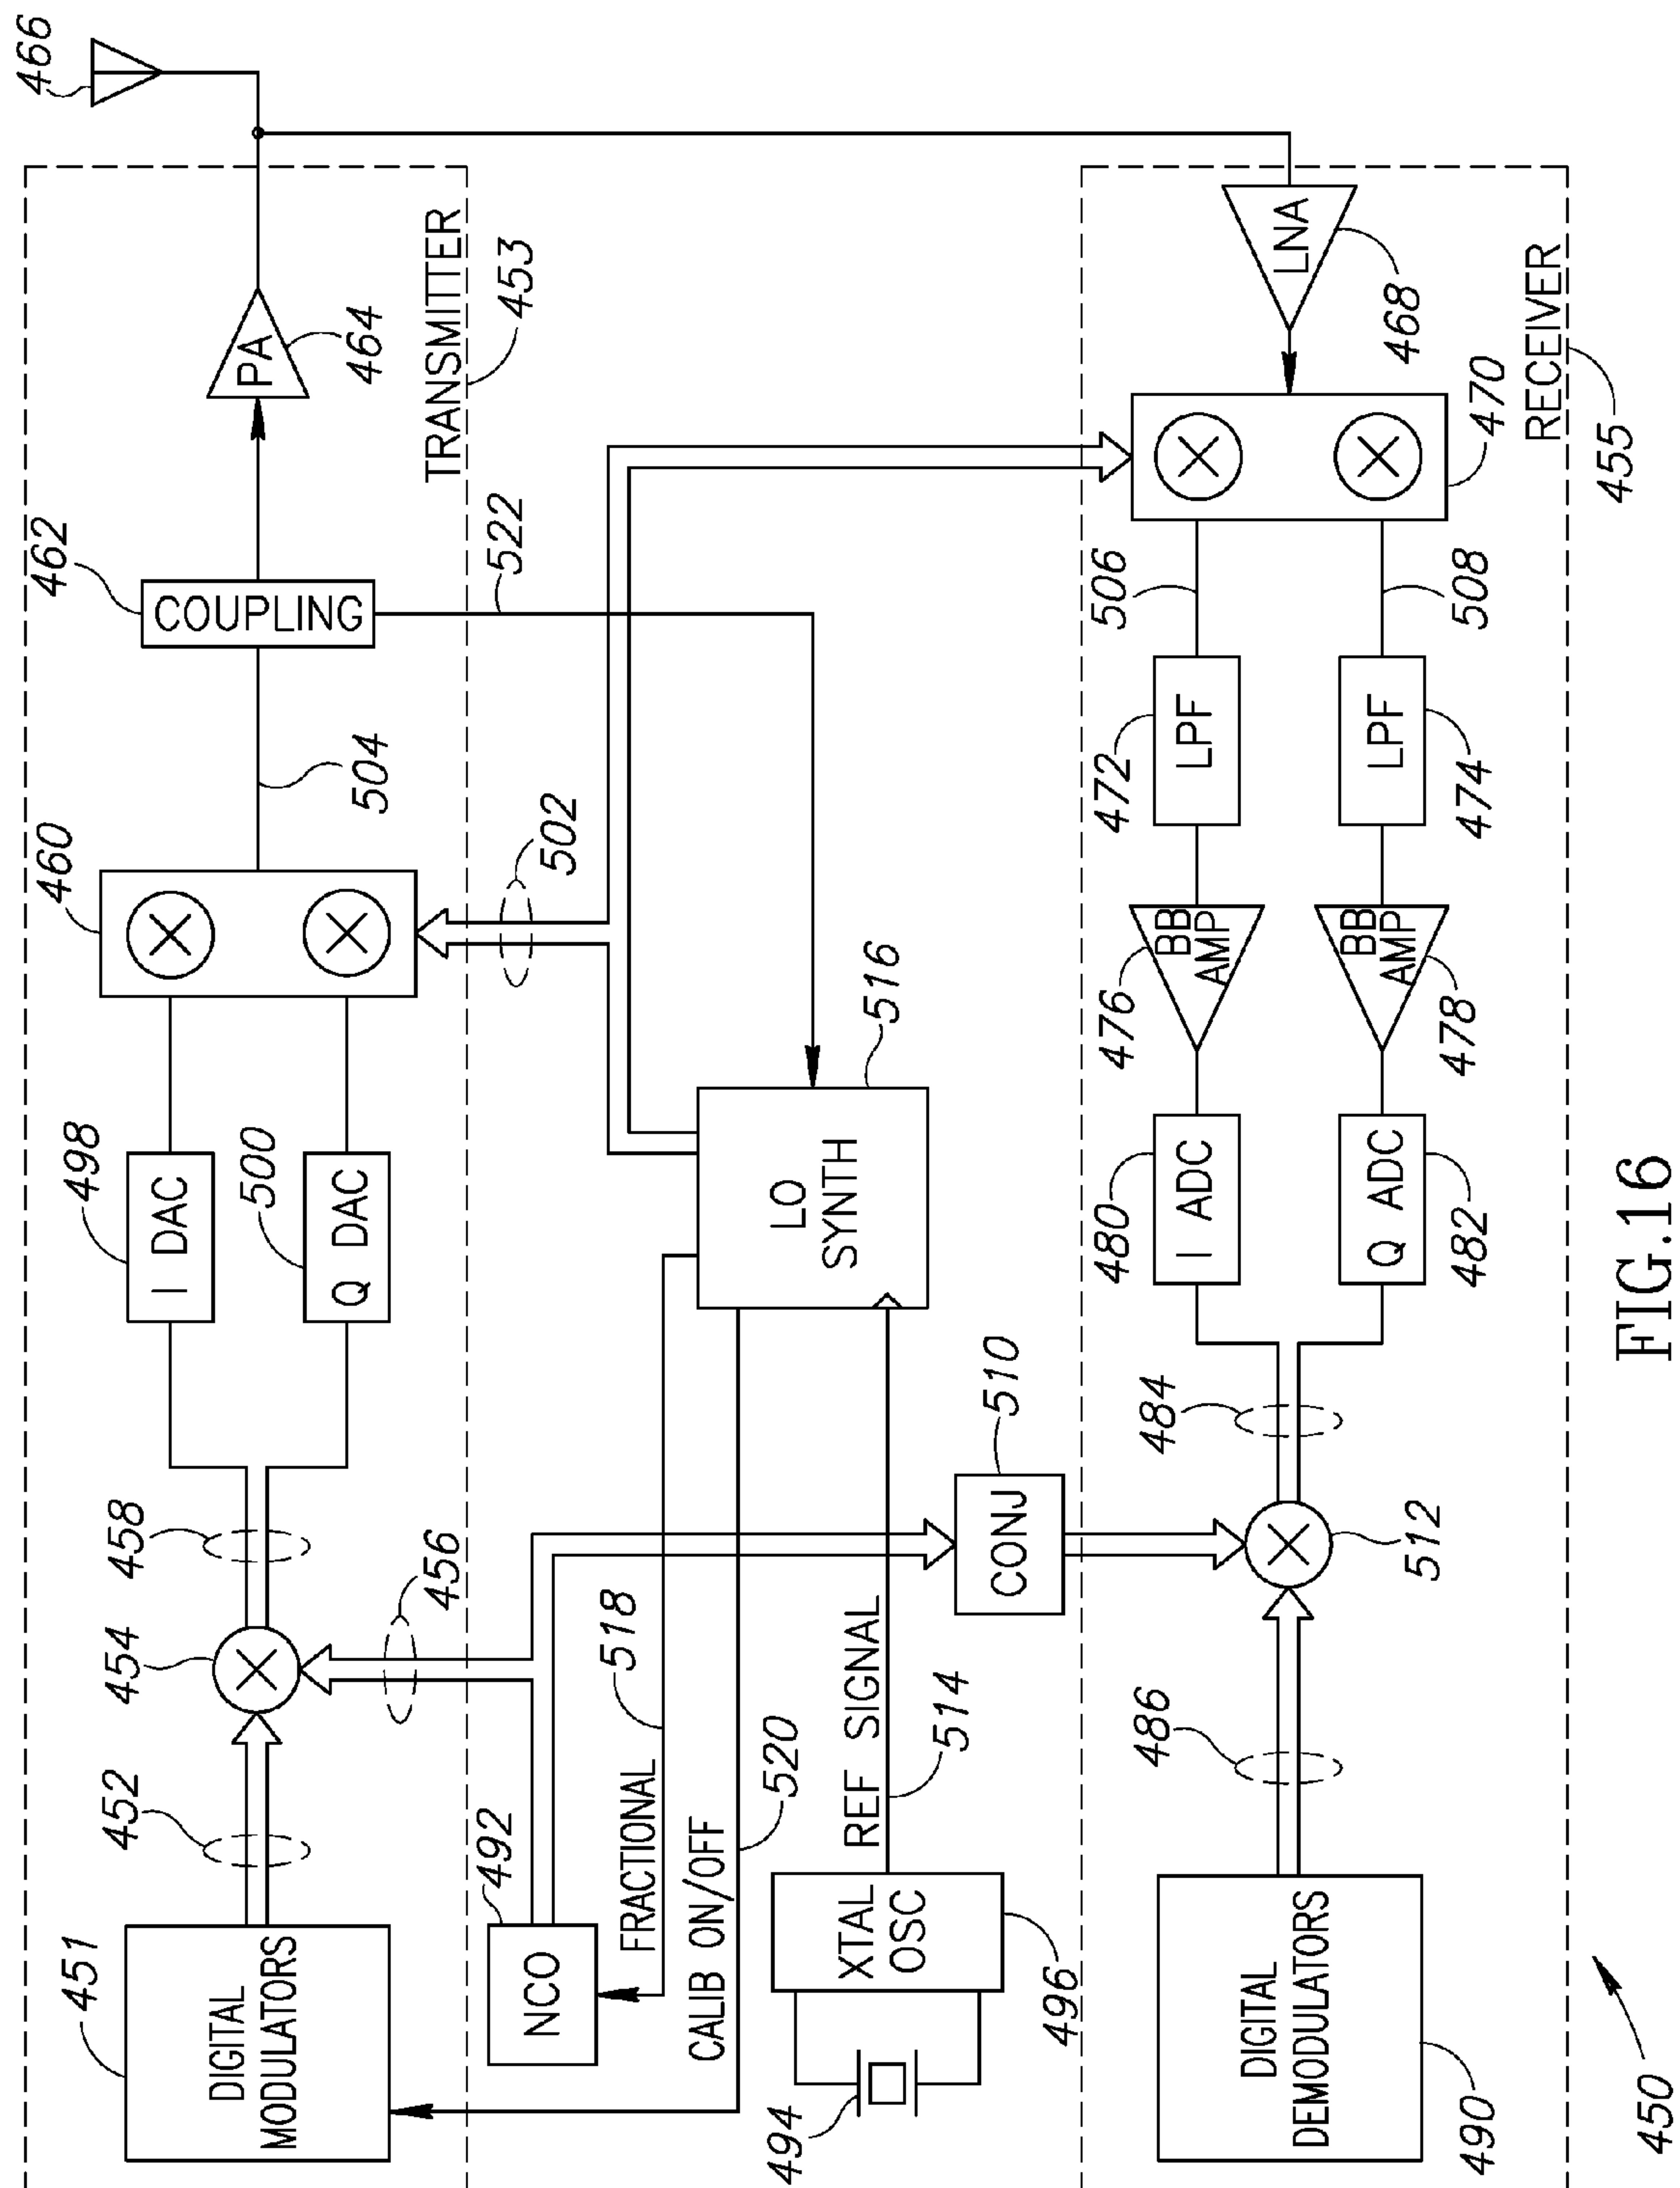 466
TRANSMITTER
453
PA
464
462
COUPLING
522
504
460
502
498
I DAC
500
Q DAC
458
454
456
452
451
DIGITAL
MODULATORS
492
NCO
FRACTIONAL
518
CALIB ON/OFF
520
REF SIGNAL
514
XTAL
OSC
496
494
LO
SYNTH
516
510
CONJ
LNA
468
RECEIVER
455
470
506
508
472
LPF
LPF
474
476
BB
AMP
BB
AMP
478
480
I ADC
Q ADC
482
484
512
486
DIGITAL
DEMODULATORS
490
450
FIG.16